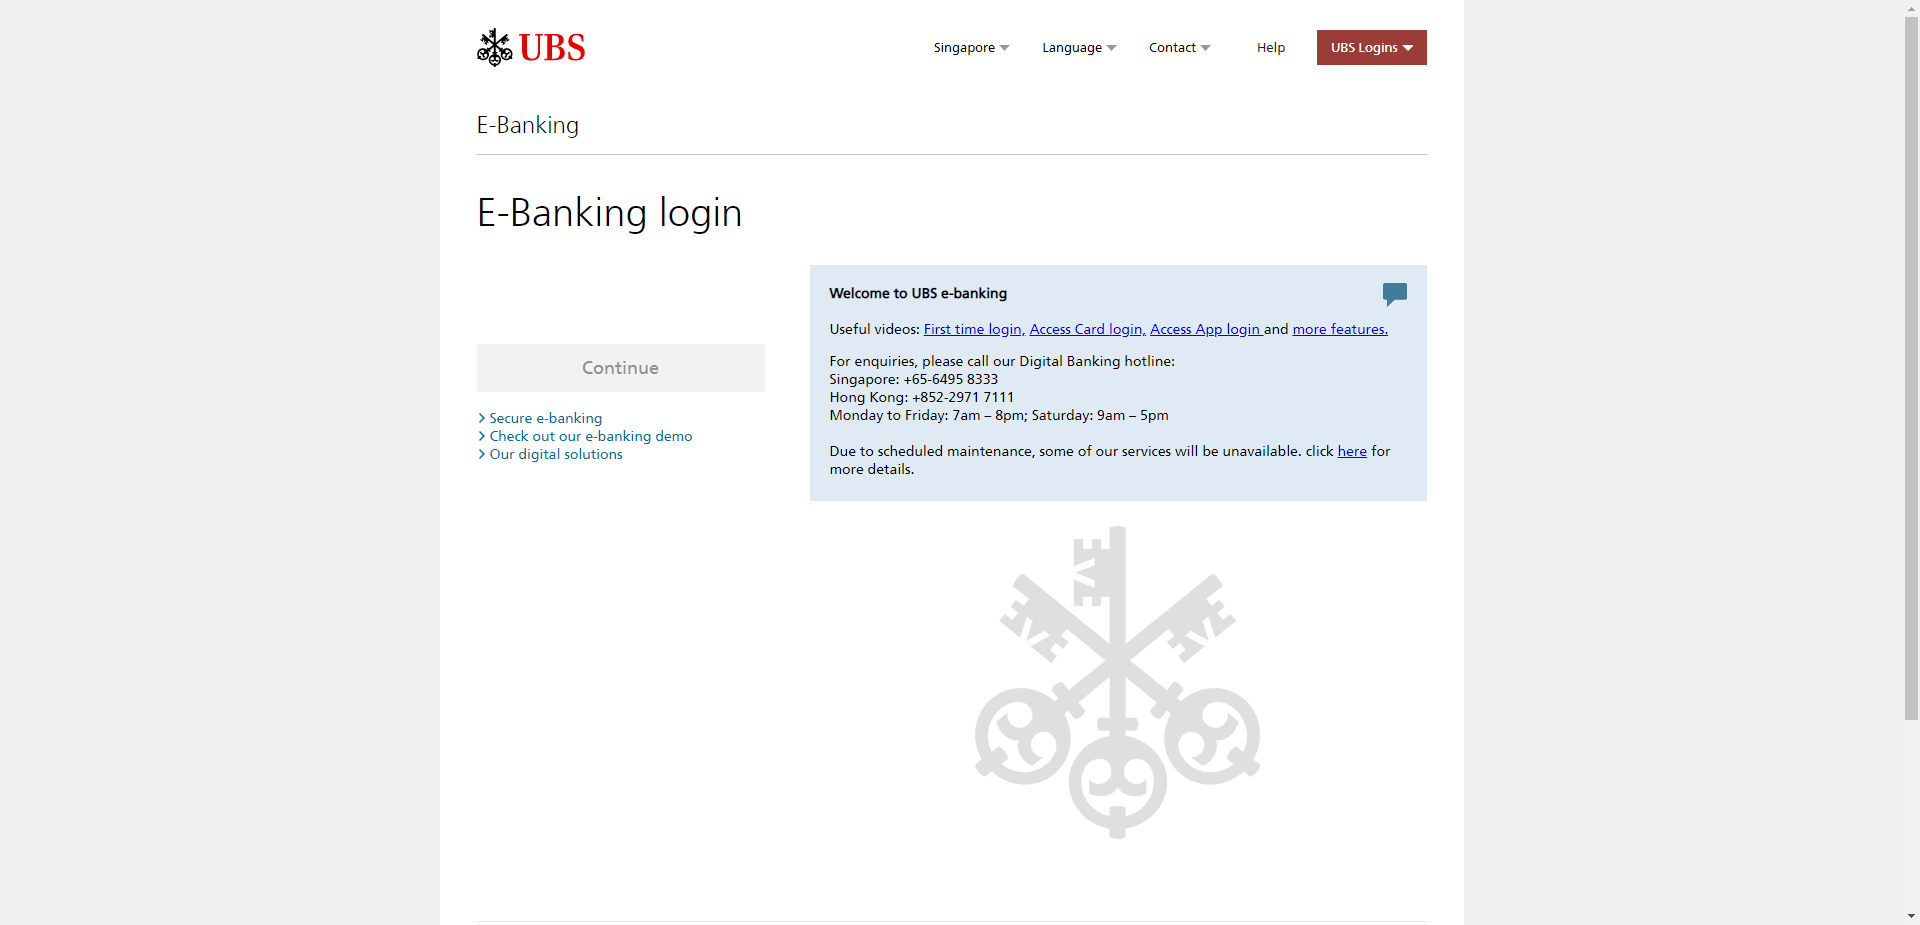 UBS
Singapore
Language
Contact
Help
UBS Logins
E-Banking
E-Banking login
Continue
Secure e-banking
Check out our e-banking demo
Our digital solutions
Welcome to UBS e-banking
Useful videos: First time login, Access Card login, Access App login and more features.
For enquiries, please call our Digital Banking hotline:
Singapore: +65-6495 8333
Hong Kong: +852-2971 7111
Monday to Friday: 7am – 8pm; Saturday: 9am – 5pm
Due to scheduled maintenance, some of our services will be unavailable. click here for
more details.